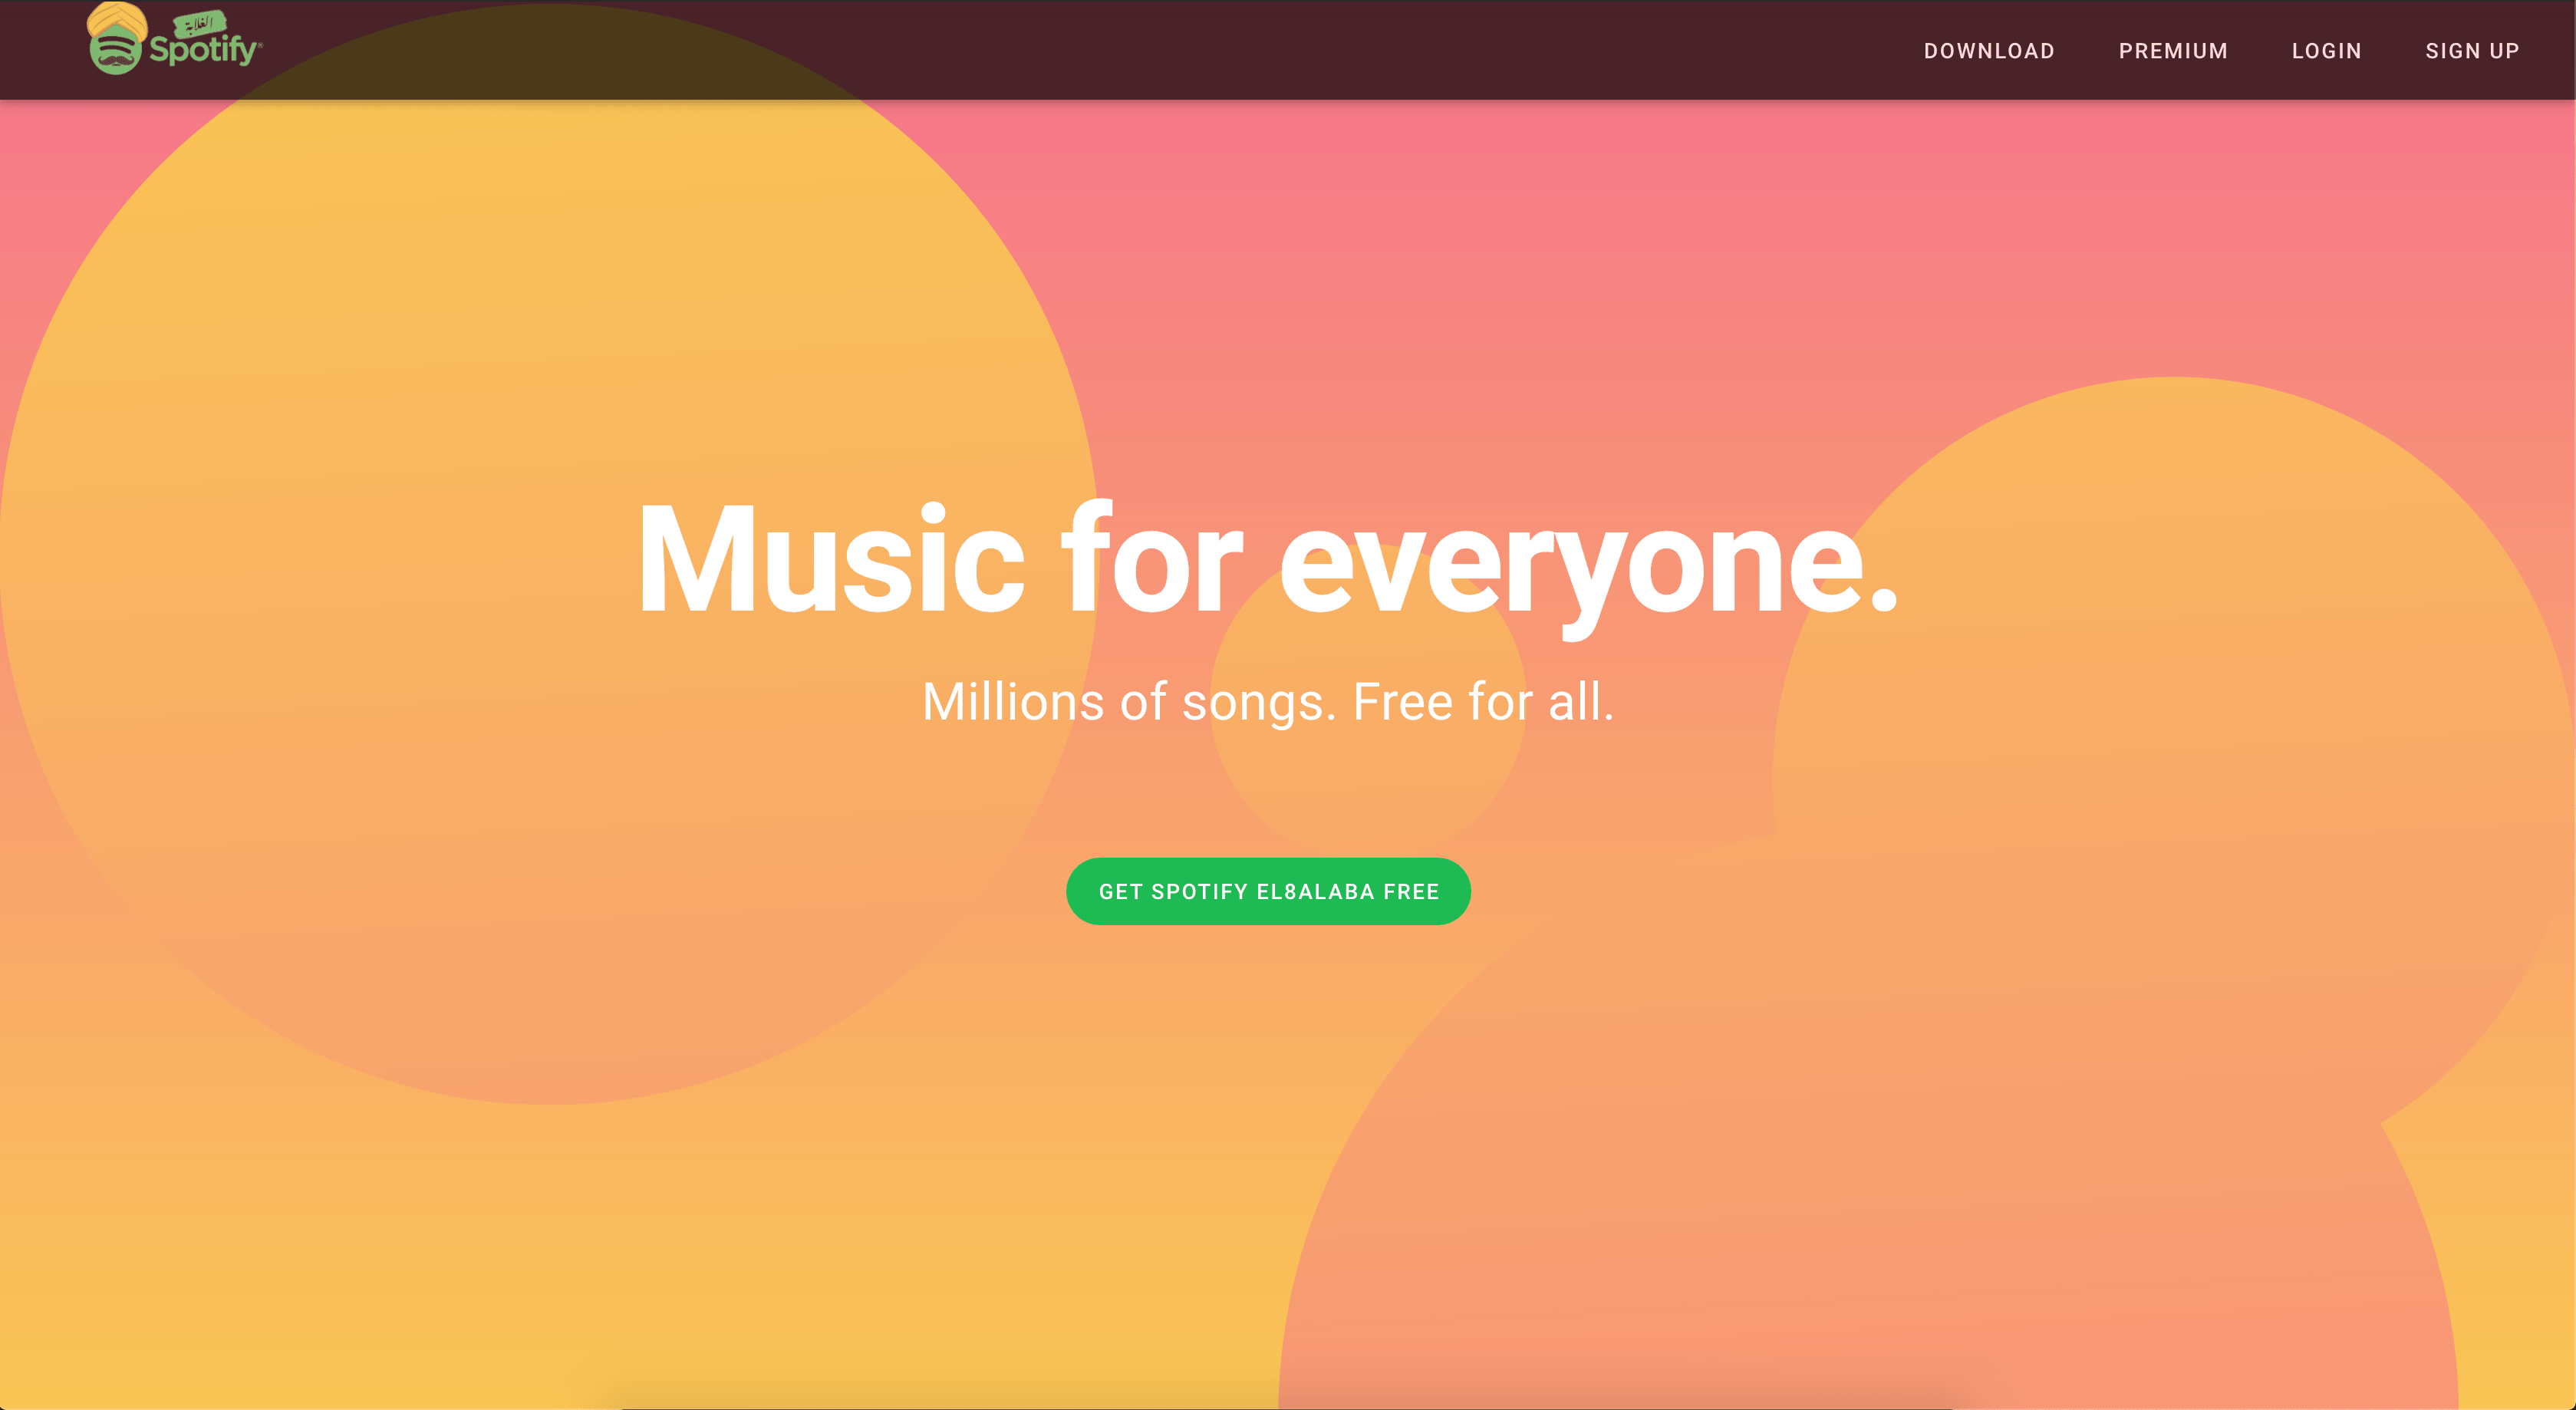 الغلابة
Spotify®
DOWNLOAD PREMIUM LOGIN SIGN UP
Music for everyone.
Millions of songs. Free for all.
GET SPOTIFY EL8ALABA FREE